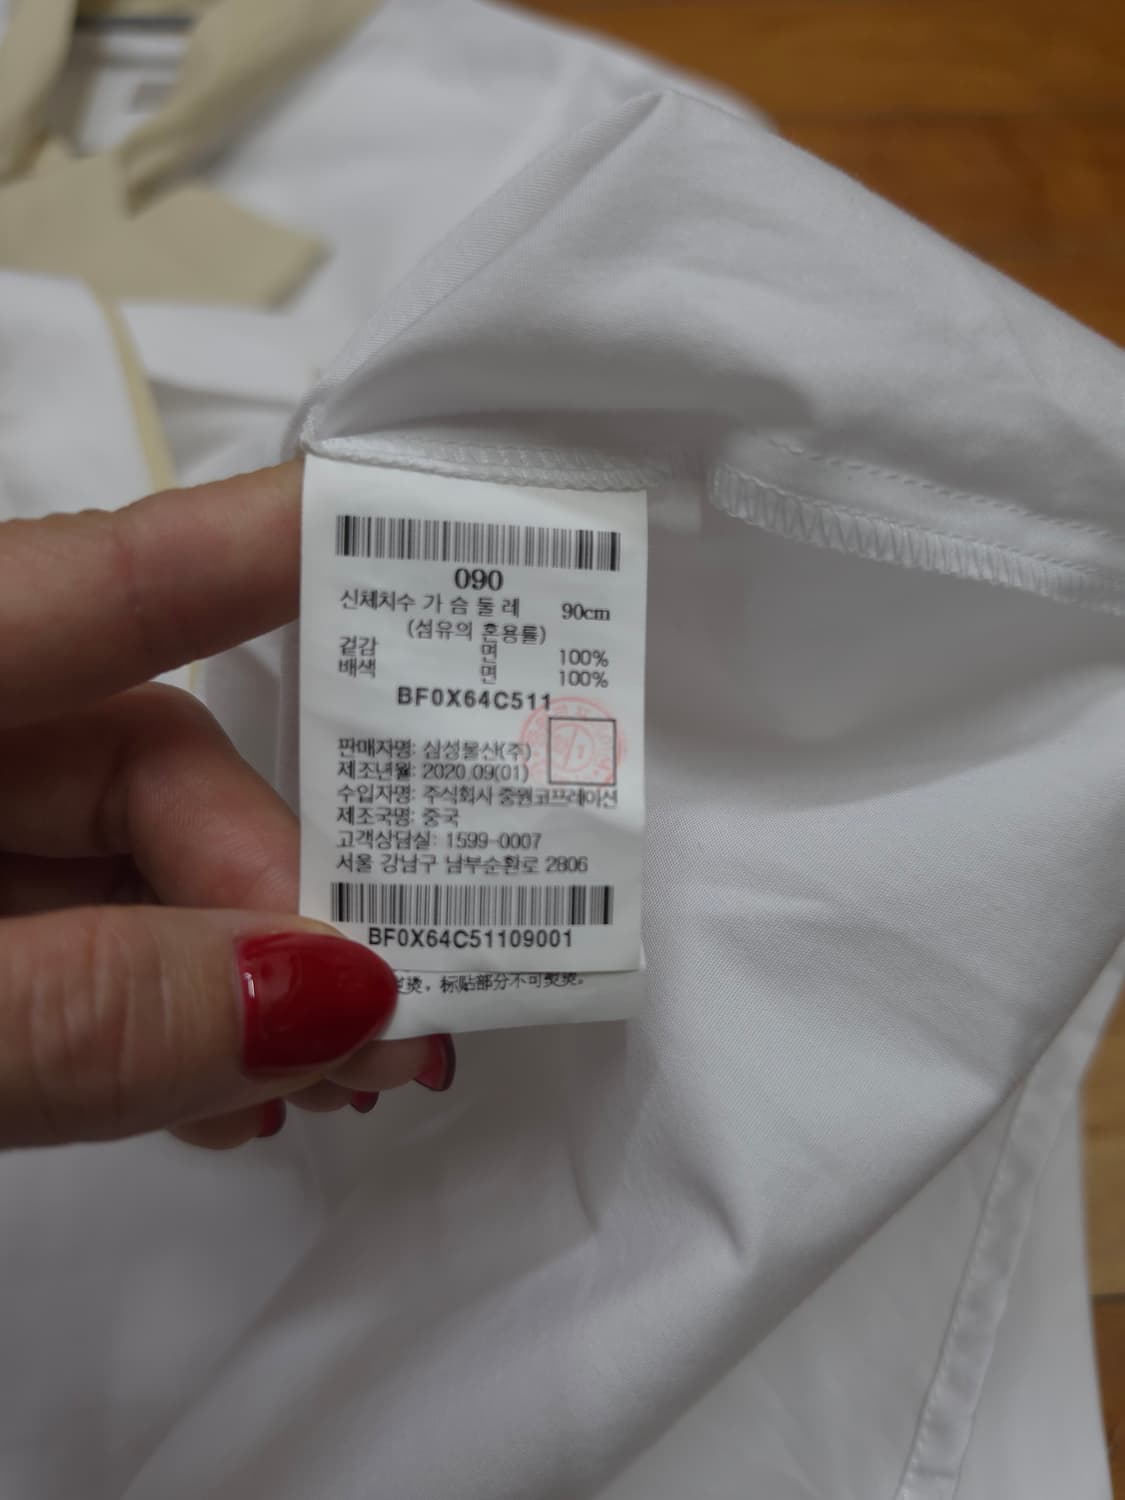 090
신체치수 가 슴 둘 레 90cm
(섬유의 혼용률)
겉감 면 100%
배색 면 100%
BF0X64C511
판매자명: 삼성물산(주)
제조년월: 2020.09(01)
수입자명: 주식회사 중원코프레이션
제조국명: 중국
고객상담실: 1599-0007
서울 강남구 남부순환로 2806
BF0X64C51109001
烫，标贴部分不可熨烫。